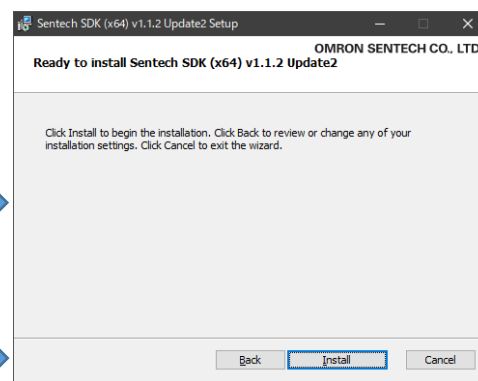 Sentech SDK (x64) v1.1.2 Update2 Setup
OMRON SENTECH CO., LTD
Ready to install Sentech SDK (x64) v1.1.2 Update2
Click Install to begin the installation. Click Back to review or change any of your
installation settings. Click Cancel to exit the wizard.
Back Install Cancel